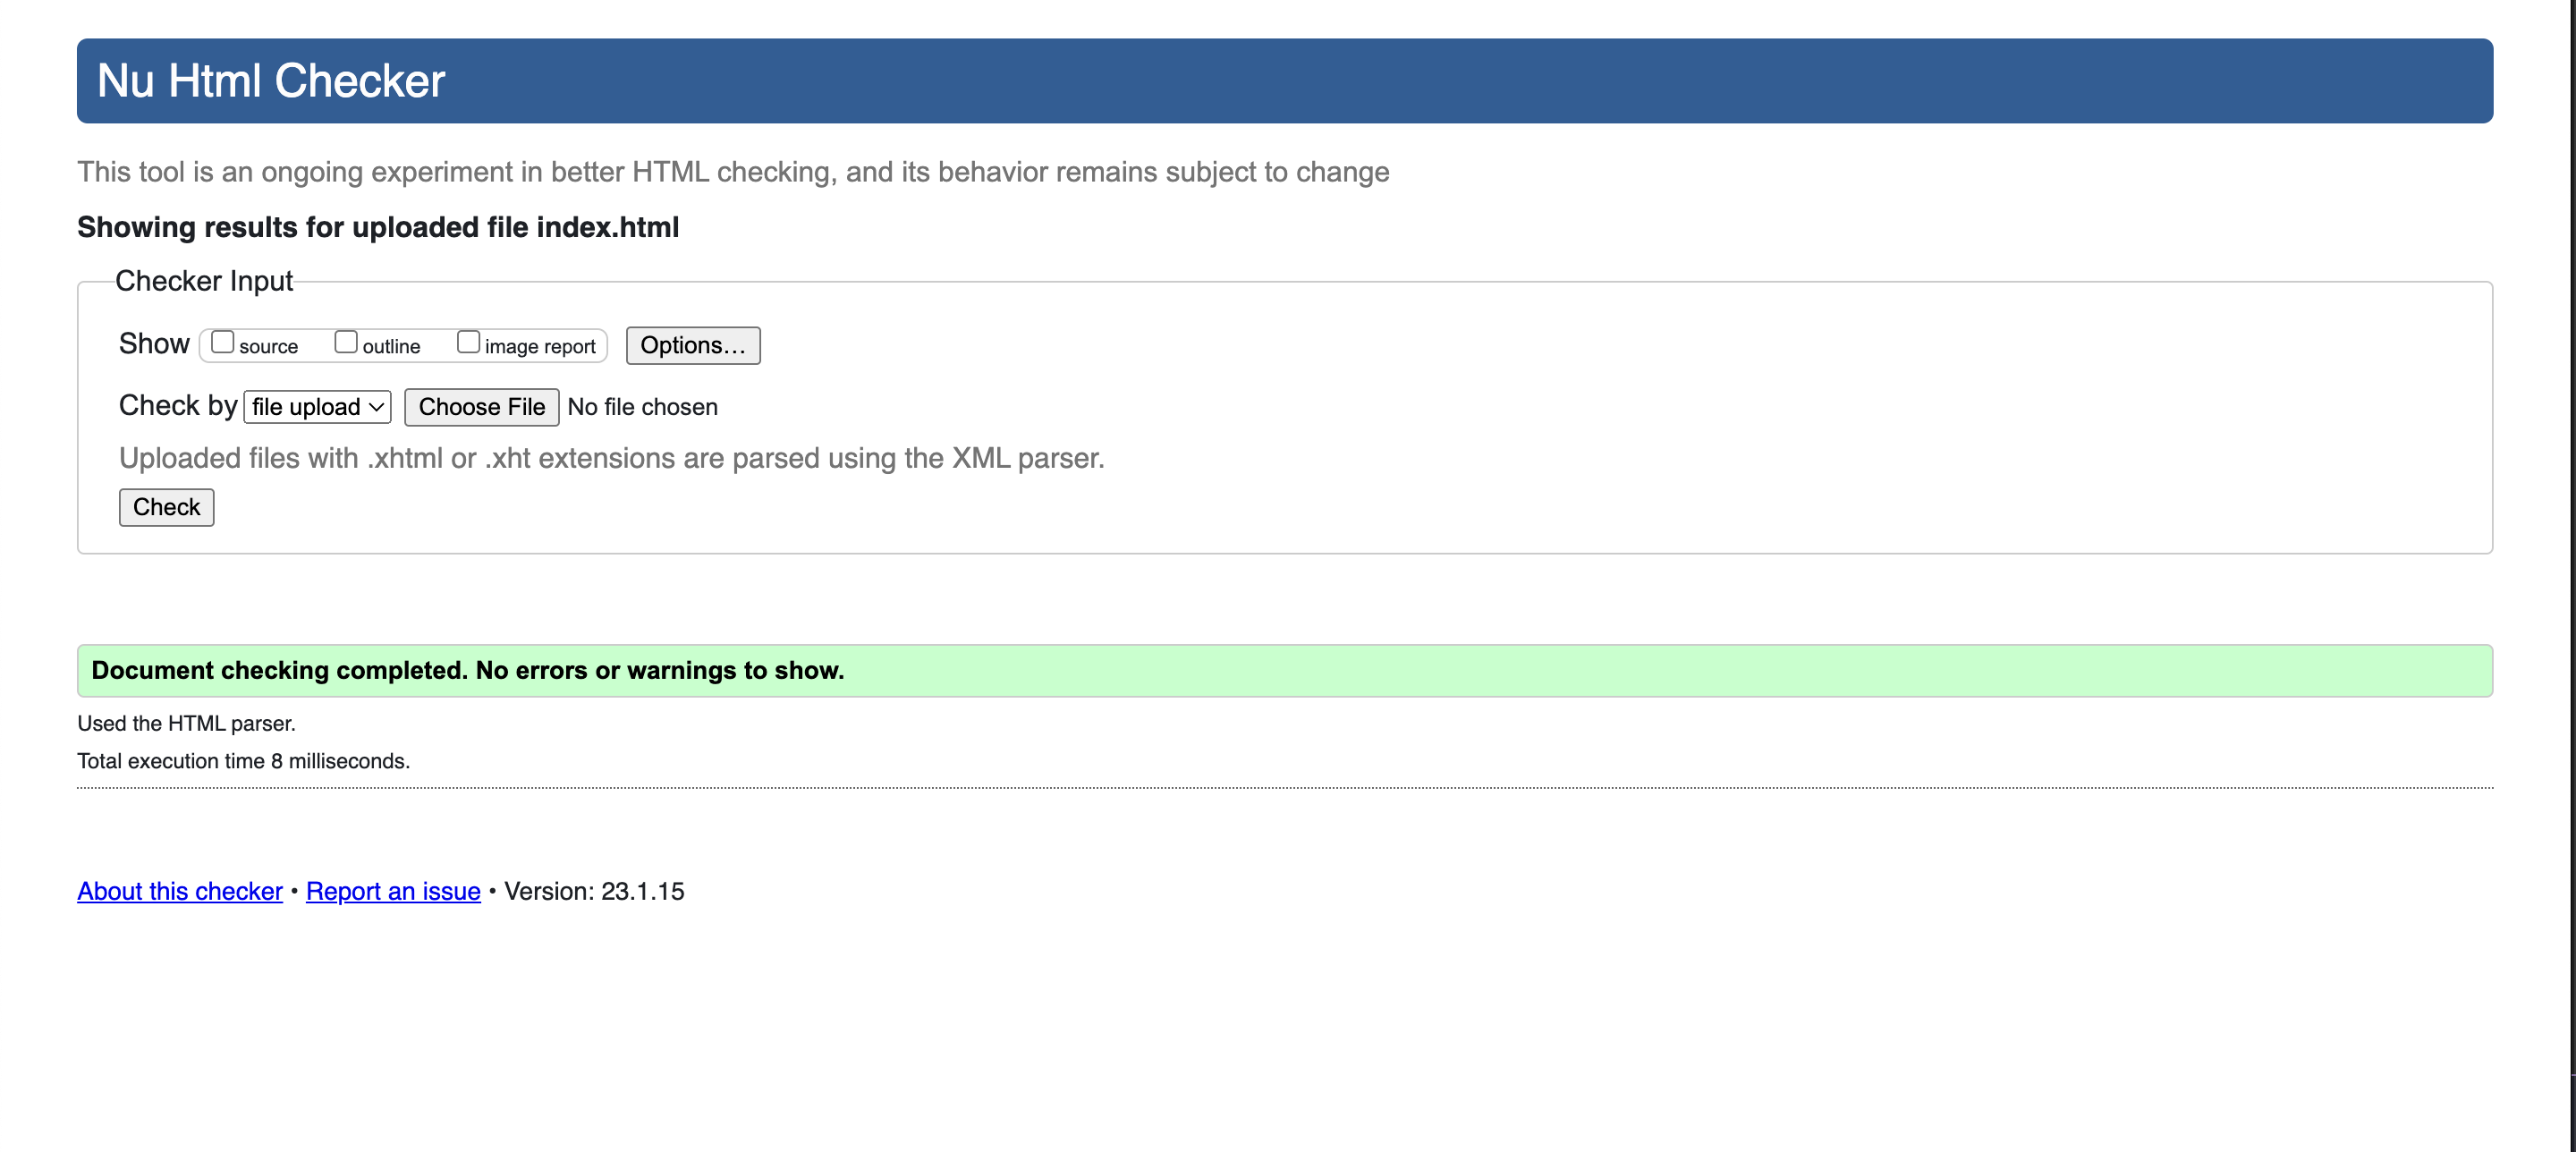 Nu Html Checker
This tool is an ongoing experiment in better HTML checking, and its behavior remains subject to change
Showing results for uploaded file index.html
Checker Input
Show source outline image report Options...
Check by file upload Choose File No file chosen
Uploaded files with .xhtml or .xht extensions are parsed using the XML parser.
Check
Document checking completed. No errors or warnings to show.
Used the HTML parser.
Total execution time 8 milliseconds.
About this checker • Report an issue • Version: 23.1.15